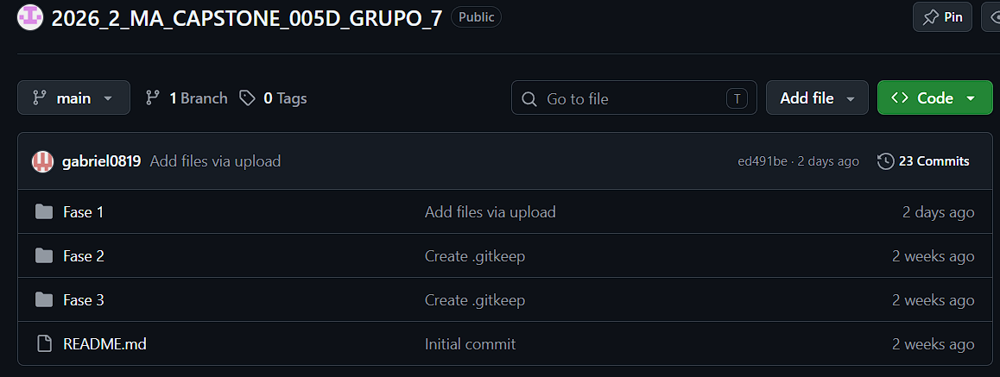 2026_2_MA_CAPSTONE_005D_GRUPO_7 Public Pin
main 1 Branch 0 Tags Go to file T Add file Code
gabriel0819 Add files via upload ed491be · 2 days ago 23 Commits
Fase 1 Add files via upload 2 days ago
Fase 2 Create .gitkeep 2 weeks ago
Fase 3 Create .gitkeep 2 weeks ago
README.md Initial commit 2 weeks ago